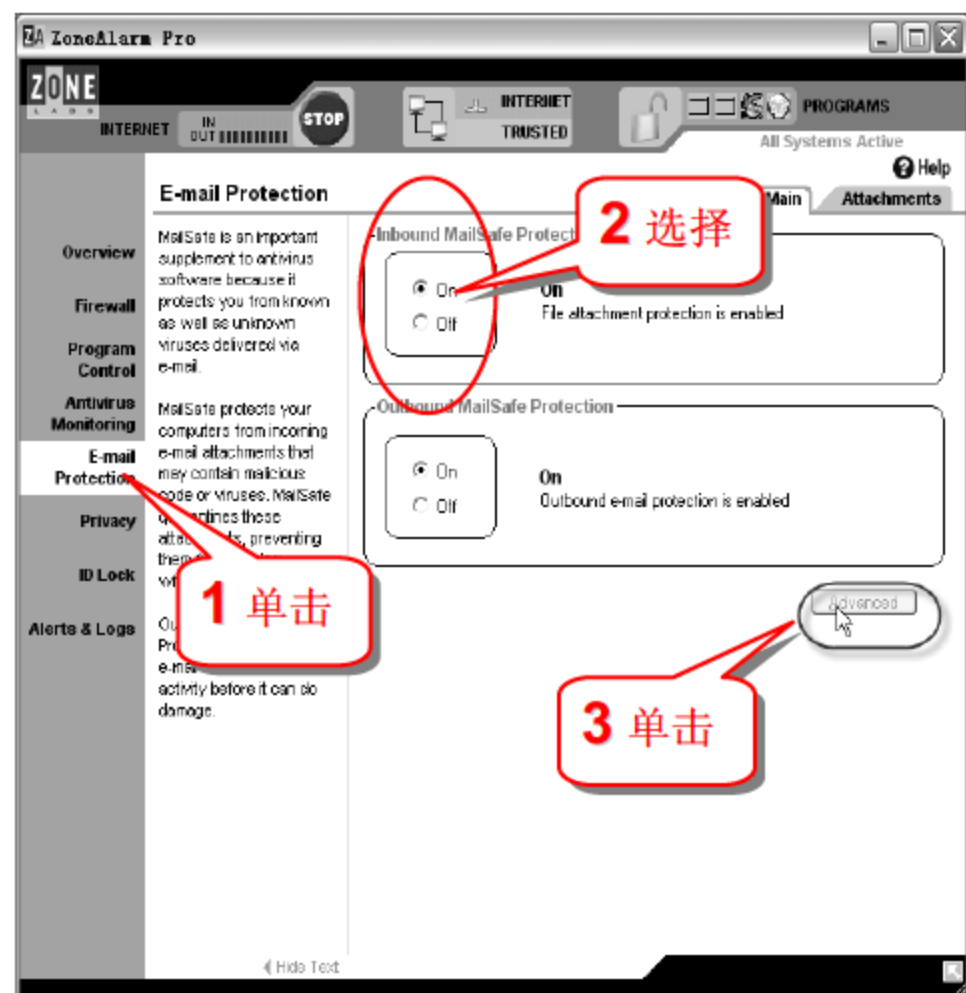 ZA ZoneAlarm Pro
ZONE
LABS
INTERNET
IN
OUT
STOP
INTERNET
TRUSTED
PROGRAMS
All Systems Active
Help
E-mail Protection
Main
Attachments
Overview
Firewall
Program
Control
Antivirus
Monitoring
E-mail
Protection
Privacy
ID Lock
Alerts & Logs
MailSafe is an important
supplement to antivirus
software because it
protects you from known
as well as unknown
viruses delivered via
e-mail.
MailSafe protects your
computers from incoming
e-mail attachments that
may contain malicious
code or viruses. MailSafe
these
preventing
activity before it can do
damage.
Inbound MailSafe
On
Off
On
File attachment protection is enabled
Outbound MailSafe Protection
On
Off
On
Outbound e-mail protection is enabled
Advanced
1 单击
2 选择
3 单击
Hide Text